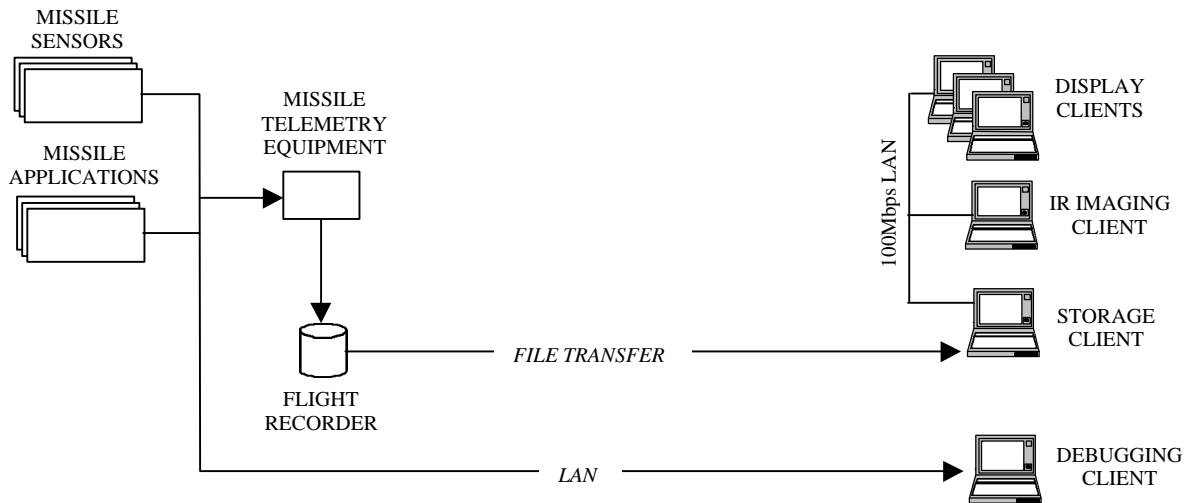 MISSILE
SENSORS
MISSILE
APPLICATIONS
MISSILE
TELEMETRY
EQUIPMENT
FLIGHT
RECORDER
FILE TRANSFER
LAN
100Mbps LAN
DISPLAY
CLIENTS
IR IMAGING
CLIENT
STORAGE
CLIENT
DEBUGGING
CLIENT